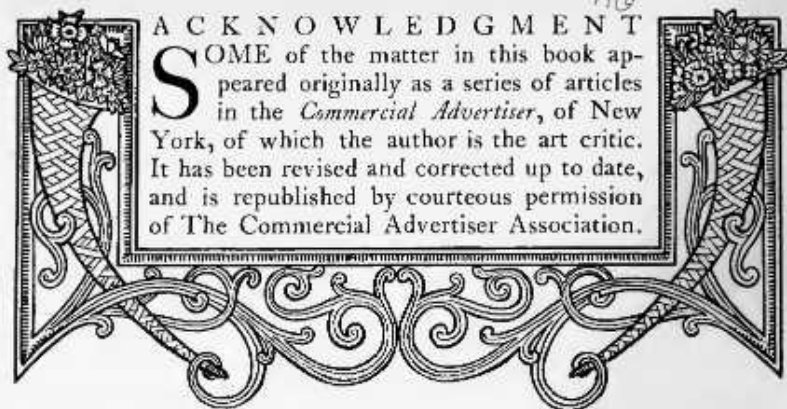 ACKNOWLEDGMENT
SOME of the matter in this book ap-
peared originally as a series of articles
in the Commercial Advertiser, of New
York, of which the author is the art critic.
It has been revised and corrected up to date,
and is republished by courteous permission
of The Commercial Advertiser Association.